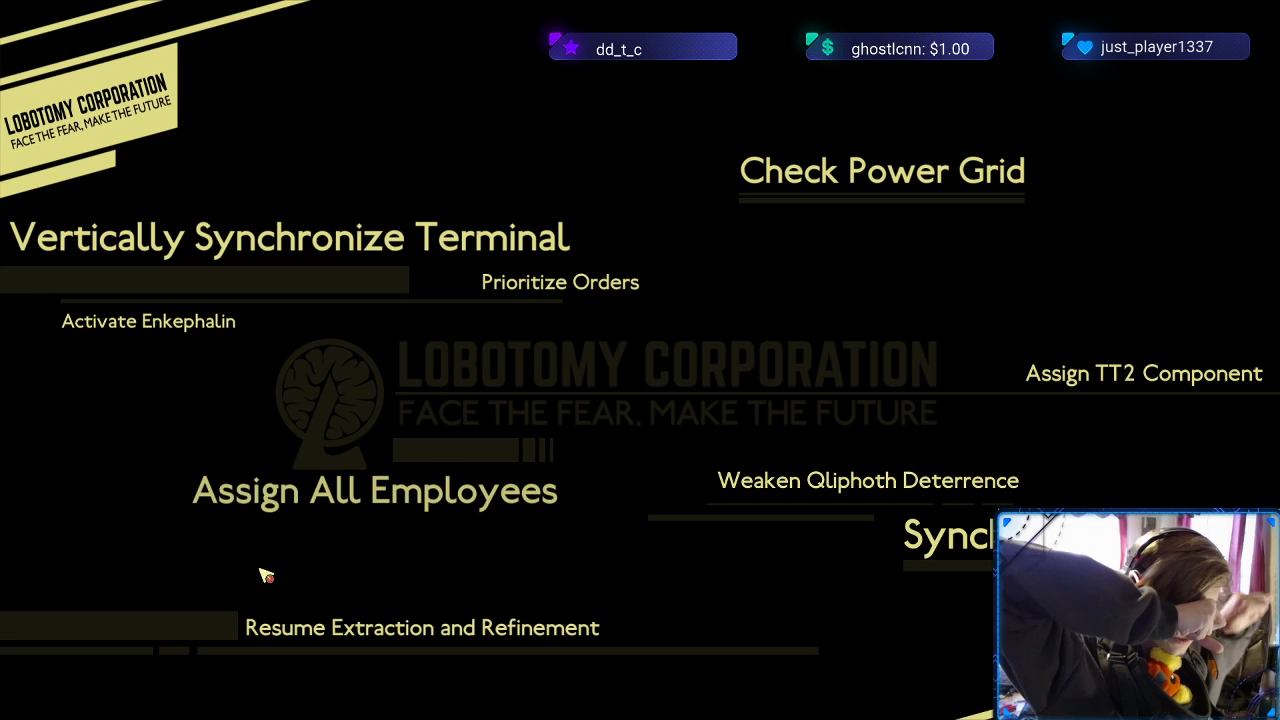 dd_t_c
ghostlcnn: $1.00
just_player1337
LOBOTOMY CORPORATION
FACE THE FEAR, MAKE THE FUTURE
Check Power Grid
Vertically Synchronize Terminal
Prioritize Orders
Activate Enkephalin
LOBOTOMY CORPORATION
FACE THE FEAR, MAKE THE FUTURE
Assign TT2 Component
Assign All Employees
Weaken Qliphoth Deterrence
Resume Extraction and Refinement